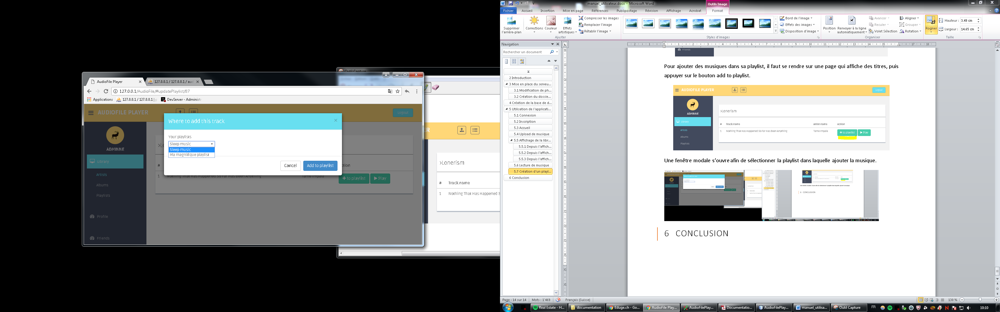 AudioFile Player
127.0.0.1 / 127.0.0.1 / aud
127.0.0.1/AudioFile/#updatePlaylist/87
Applications
127.0.0.1 / 127.0.0.1 | p
DevServer - Administ
AUDIOFILE PLAYER
Logout
ADMINNE
Library
Artists
Albums
Playlists
Profile
Friends
Where to add this track
×
Your playlists
Sleep music
Sleep music
Ma magnifique playlist
Cancel
Add to playlist
#
1 Nothing That Has Happened So Far Has Been Anything Tame Impala
to playlist
Play
Outil Capture
>Lonerism
# Track name
1 Nothing That Has Happened S
manuel_utilisateur.docx - Microsoft Word
Outils Image
Fichier Accueil Insertion Mise en page Références Publipostage Révision Affichage Acrobat Format
Supprimer l'arrière-plan
Corrections
Couleur
Effets artistiques
Compresser les images
Remplacer l'image
Rétablir l'image
Ajuster
Styles d'images
Bord de l'image
Effets des images
Disposition d'image
Position
Renvoyer à la ligne automatiquement
Avancer
Reculer
Volet Sélection
Aligner
Grouper
Rotation
Organiser
Rogner
Hauteur : 3.49 cm
Largeur : 14.65 cm
Taille
Navigation
Rechercher un document
2 Introduction
3 Mise en place du serveu...
3.1 Modification de ph...
3.2 Création du dossie...
4 Création de la base de d...
5 Utilisation de l'applicati...
5.1 Connexion
5.2 Inscription
5.3 Accueil
5.4 Upload de musique
5.5 Affichage de la libr...
5.5.1 Depuis l'affich...
5.5.2 Depuis l'affich...
5.5.3 Depuis l'affich...
5.6 Lecture de musique
5.7 Création d'un playl...
6 Conclusion
Friends
Pour ajouter des musiques dans sa playlist, il faut se rendre sur une page qui affiche des titres, puis
appuyer sur le bouton add to playlist.
AUDIOFILE PLAYER
Logout
ADMINNE
Library
Artists
Albums
Playlists
>Lonerism
# Track name Artist name Action
1 Nothing That Has Happened So Far Has Been Anything Tame Impala
to playlist
Play
Une fenêtre modale s'ouvre afin de sélectionner la playlist dans laquelle ajouter la musique.
6 CONCLUSION
6 CONCLUSION
Page : 14 sur 14
Mots : 1'469
Français (Suisse)
130 %
Real Estate - H...
documentation
Eduge.ch - Go...
AudioFile Play...
AudioFilePlay...
Documentatio...
AudioFilePlay...
manuel_utilisa...
Outil Capture
FR
10:10